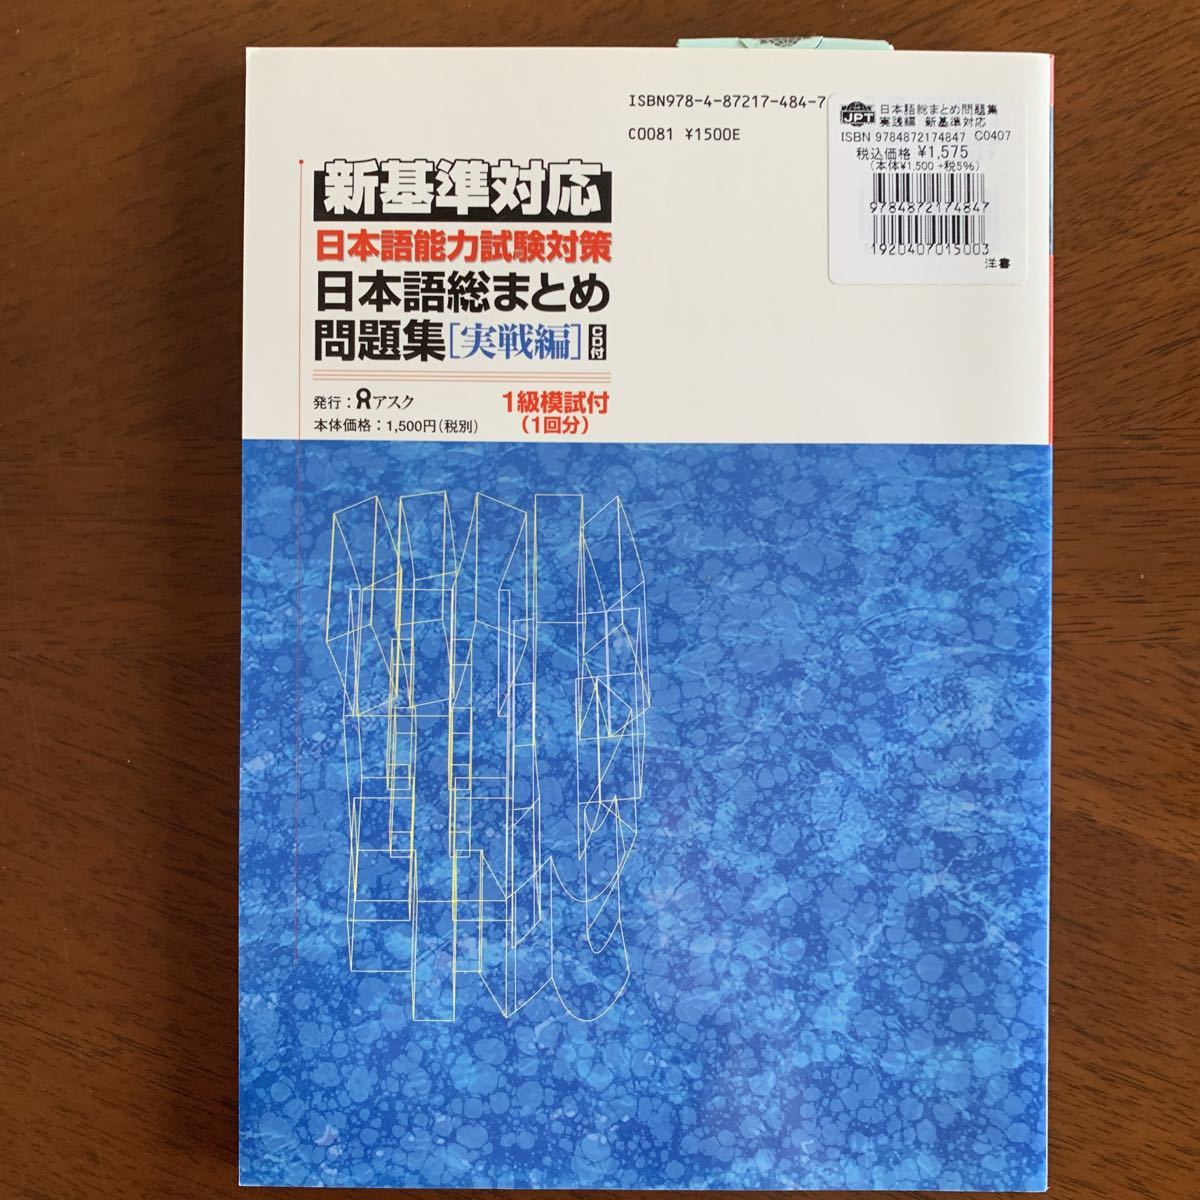 ISBN978-4-87217-484-7
C0081 ¥1500E
JPT
日本語総まとめ問題集
実践編 新基準対応
ISBN 9784872174847 C0407
税込価格 ¥1,575
(本体¥1,500 +税5%)
9784872174847
1920407015003
洋書
新基準対応
日本語能力試験対策
日本語総まとめ
問題集[実戦編]CD付
発行:アスク
本体価格:1,500円(税別)
1級模試付
(1回分)